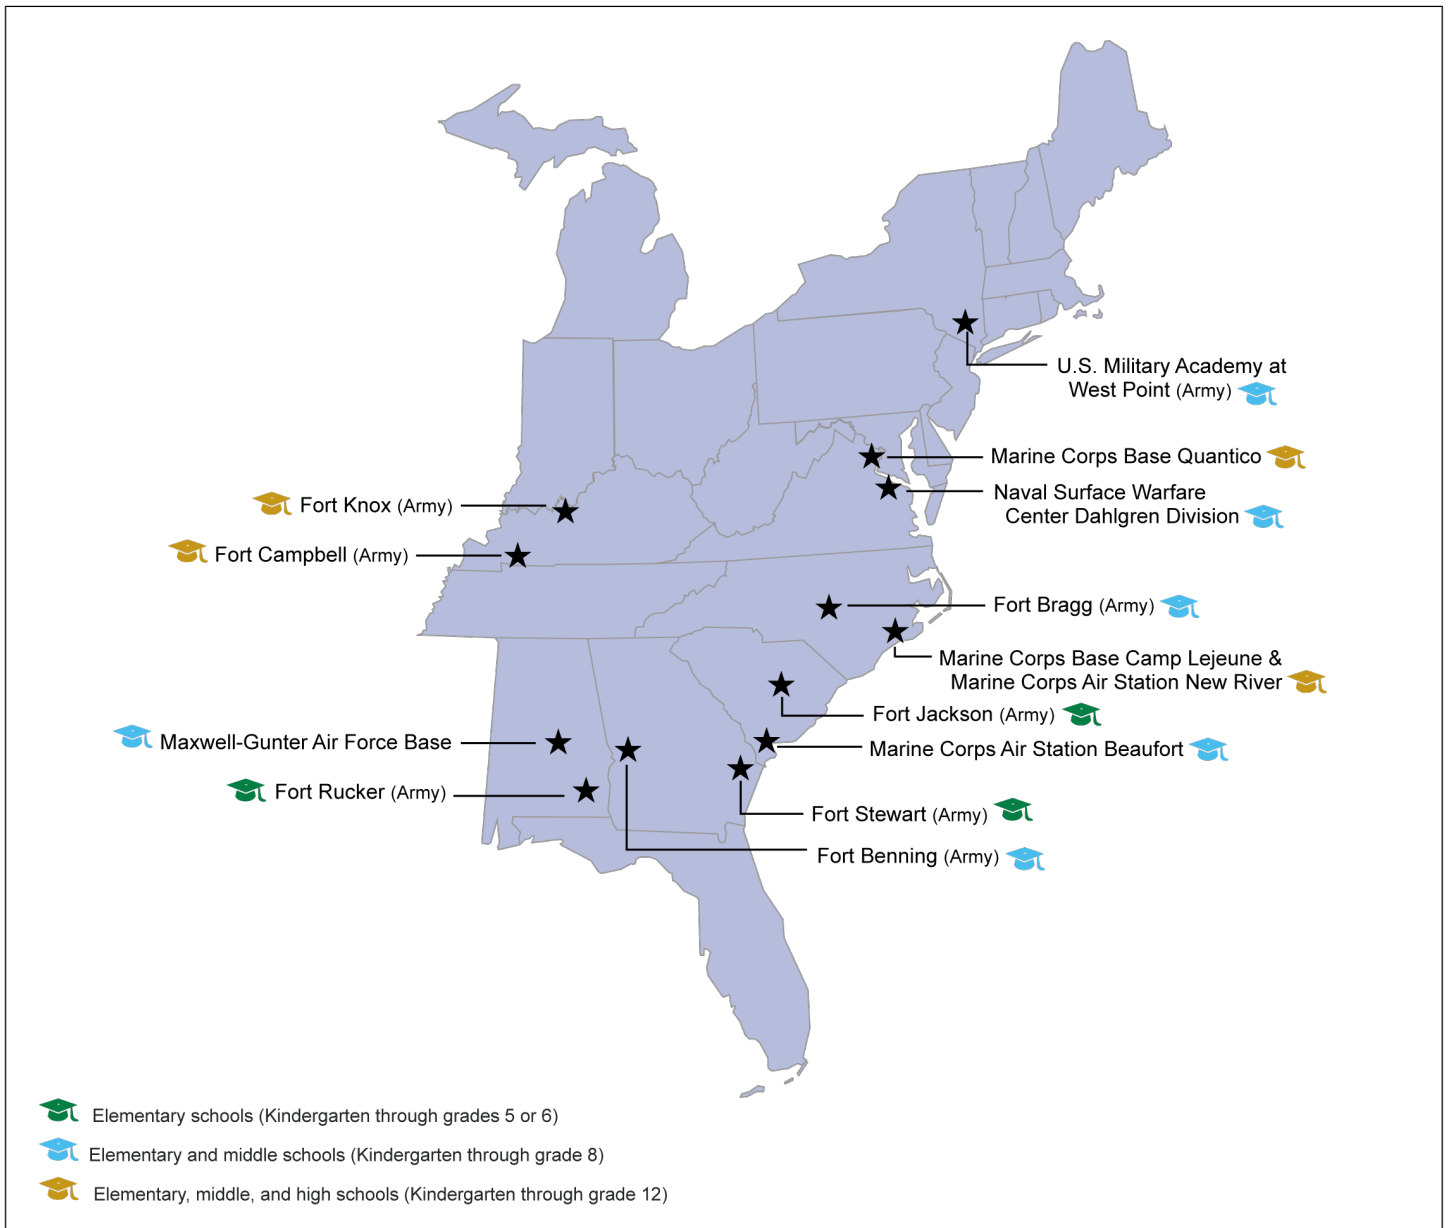 U.S. Military Academy at
West Point (Army)
Marine Corps Base Quantico
Naval Surface Warfare
Center Dahlgren Division
Fort Knox (Army)
Fort Campbell (Army)
Fort Bragg (Army)
Marine Corps Base Camp Lejeune &
Marine Corps Air Station New River
Fort Jackson (Army)
Maxwell-Gunter Air Force Base
Marine Corps Air Station Beaufort
Fort Rucker (Army)
Fort Stewart (Army)
Fort Benning (Army)
Elementary schools (Kindergarten through grades 5 or 6)
Elementary and middle schools (Kindergarten through grade 8)
Elementary, middle, and high schools (Kindergarten through grade 12)